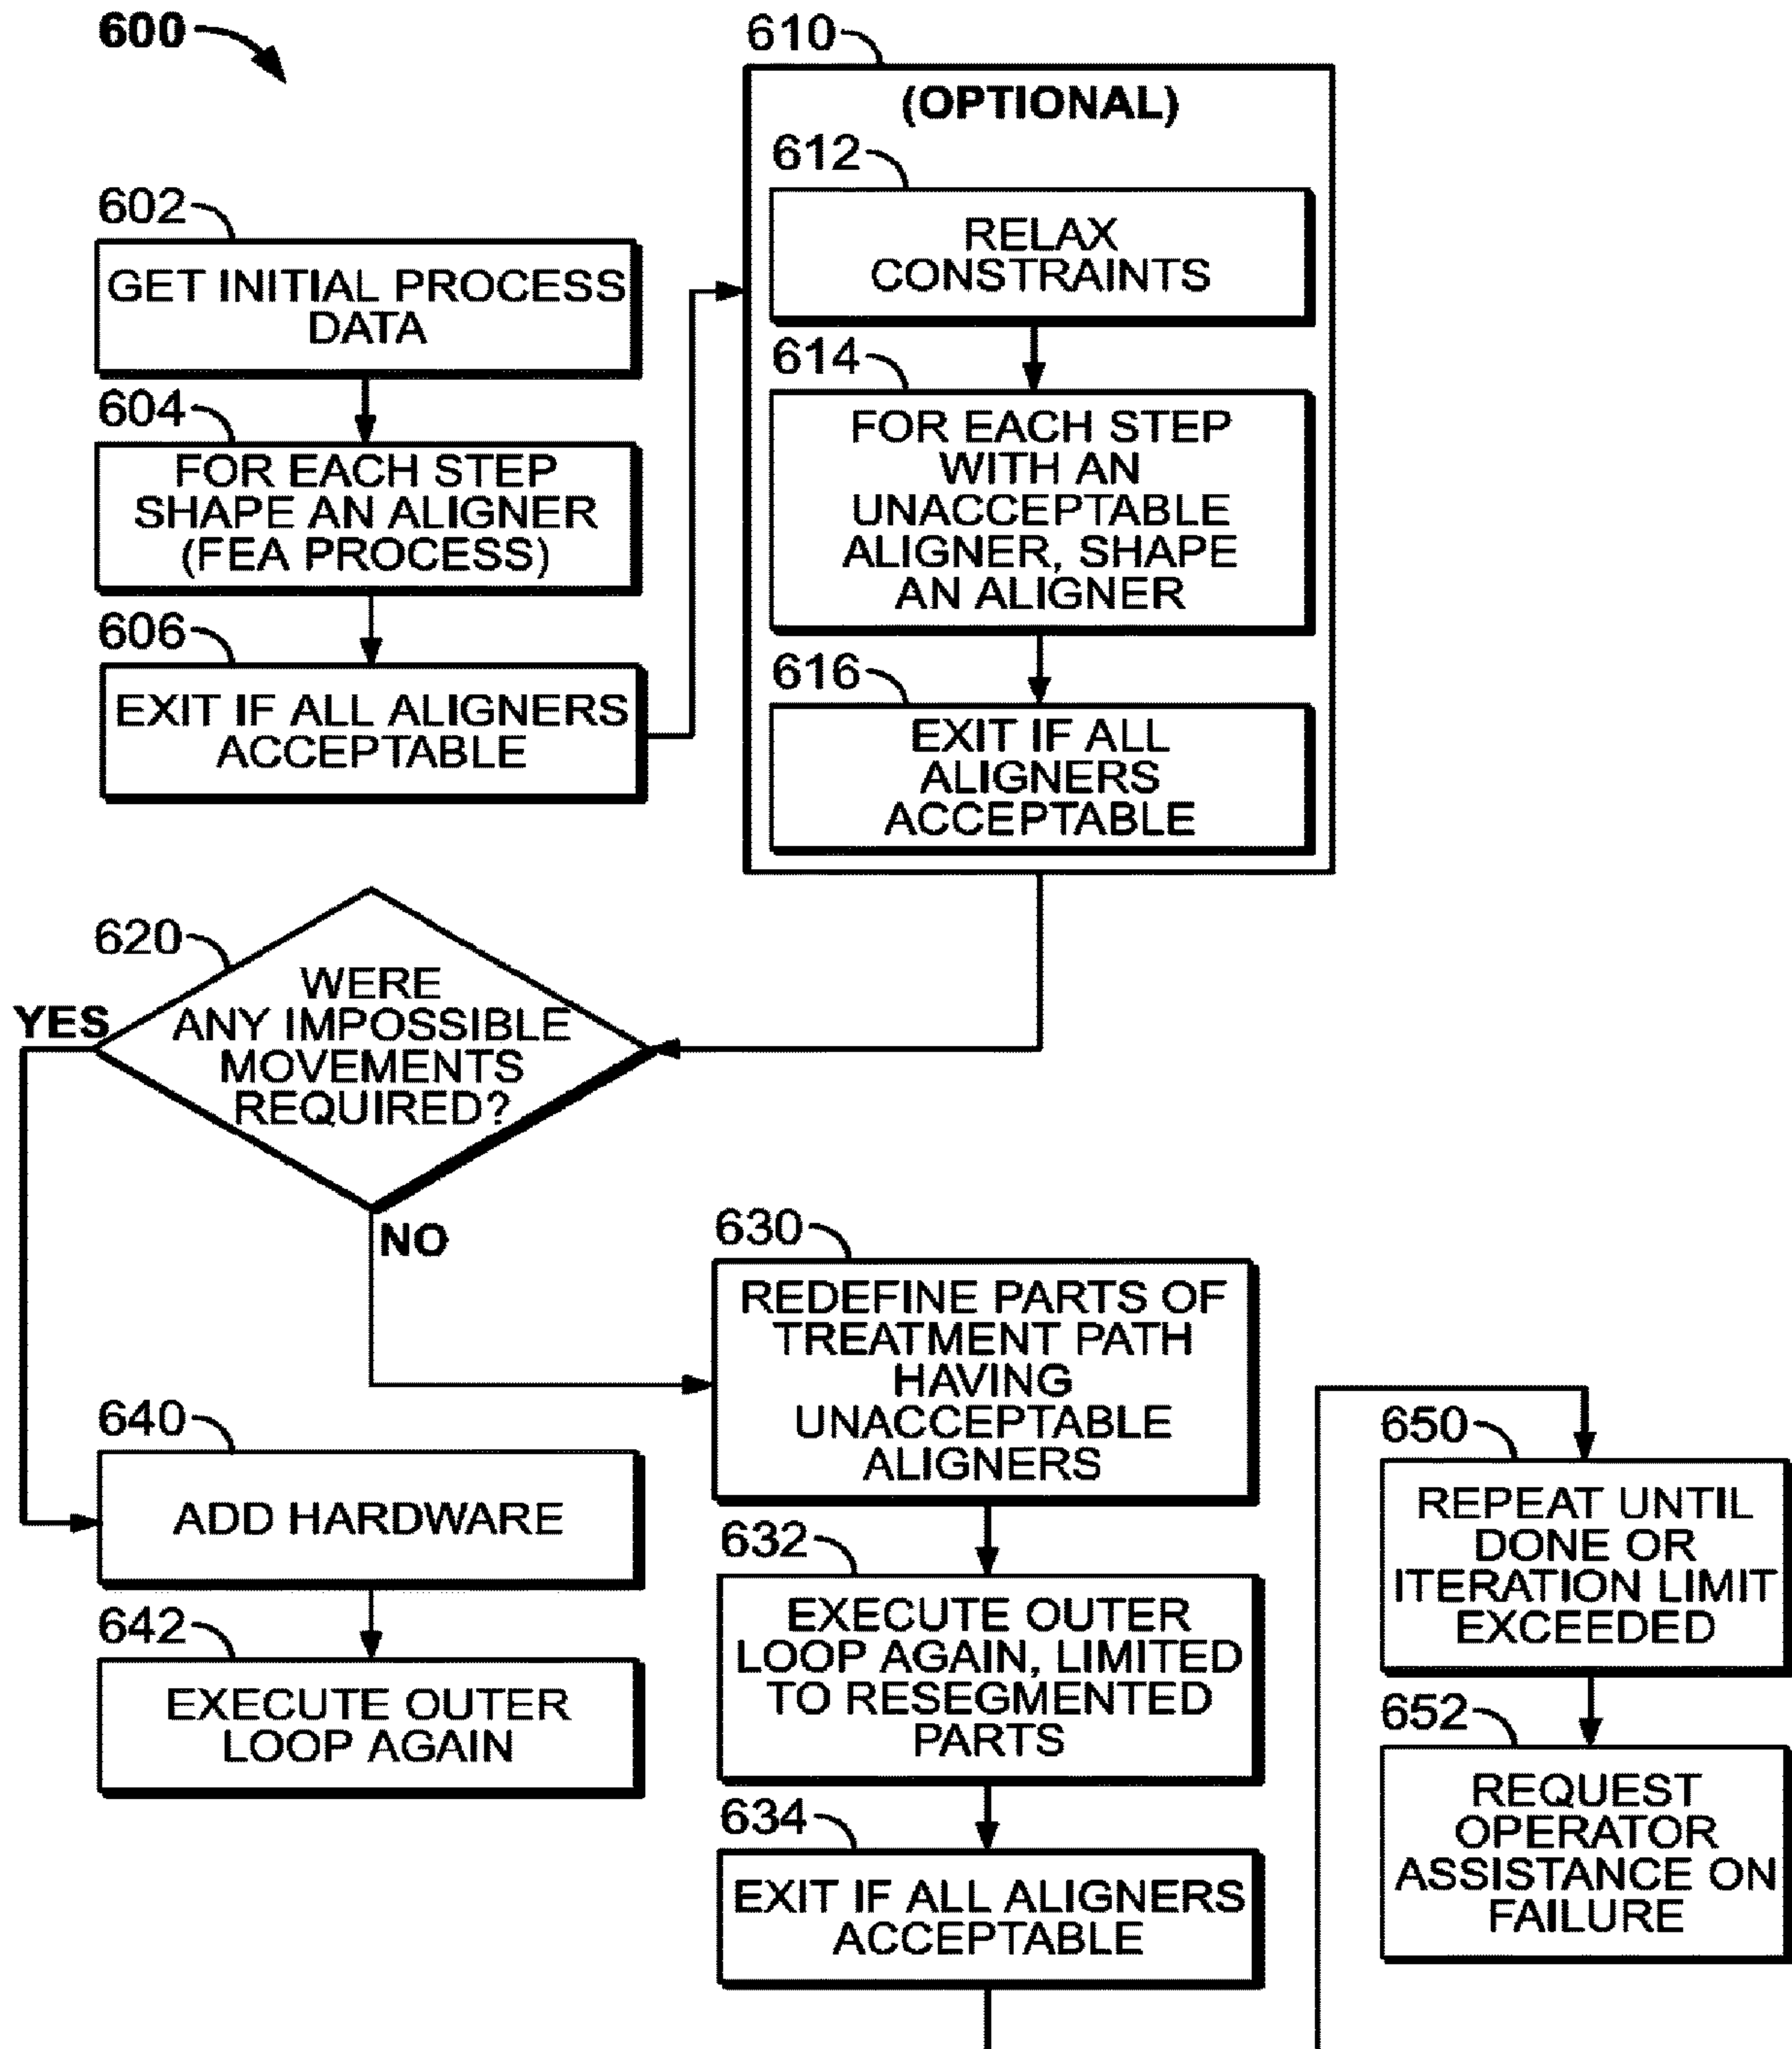 600
602
GET INITIAL PROCESS
DATA
604
FOR EACH STEP
SHAPE AN ALIGNER
(FEA PROCESS)
606
EXIT IF ALL ALIGNERS
ACCEPTABLE
610
(OPTIONAL)
612
RELAX
CONSTRAINTS
614
FOR EACH STEP
WITH AN
UNACCEPTABLE
ALIGNER, SHAPE
AN ALIGNER
616
EXIT IF ALL
ALIGNERS
ACCEPTABLE
620
WERE
ANY IMPOSSIBLE
MOVEMENTS
REQUIRED?
YES
NO
630
REDEFINE PARTS OF
TREATMENT PATH
HAVING
UNACCEPTABLE
ALIGNERS
632
EXECUTE OUTER
LOOP AGAIN, LIMITED
TO RESEGMENTED
PARTS
634
EXIT IF ALL ALIGNERS
ACCEPTABLE
640
ADD HARDWARE
642
EXECUTE OUTER
LOOP AGAIN
650
REPEAT UNTIL
DONE OR
ITERATION LIMIT
EXCEEDED
652
REQUEST
OPERATOR
ASSISTANCE ON
FAILURE